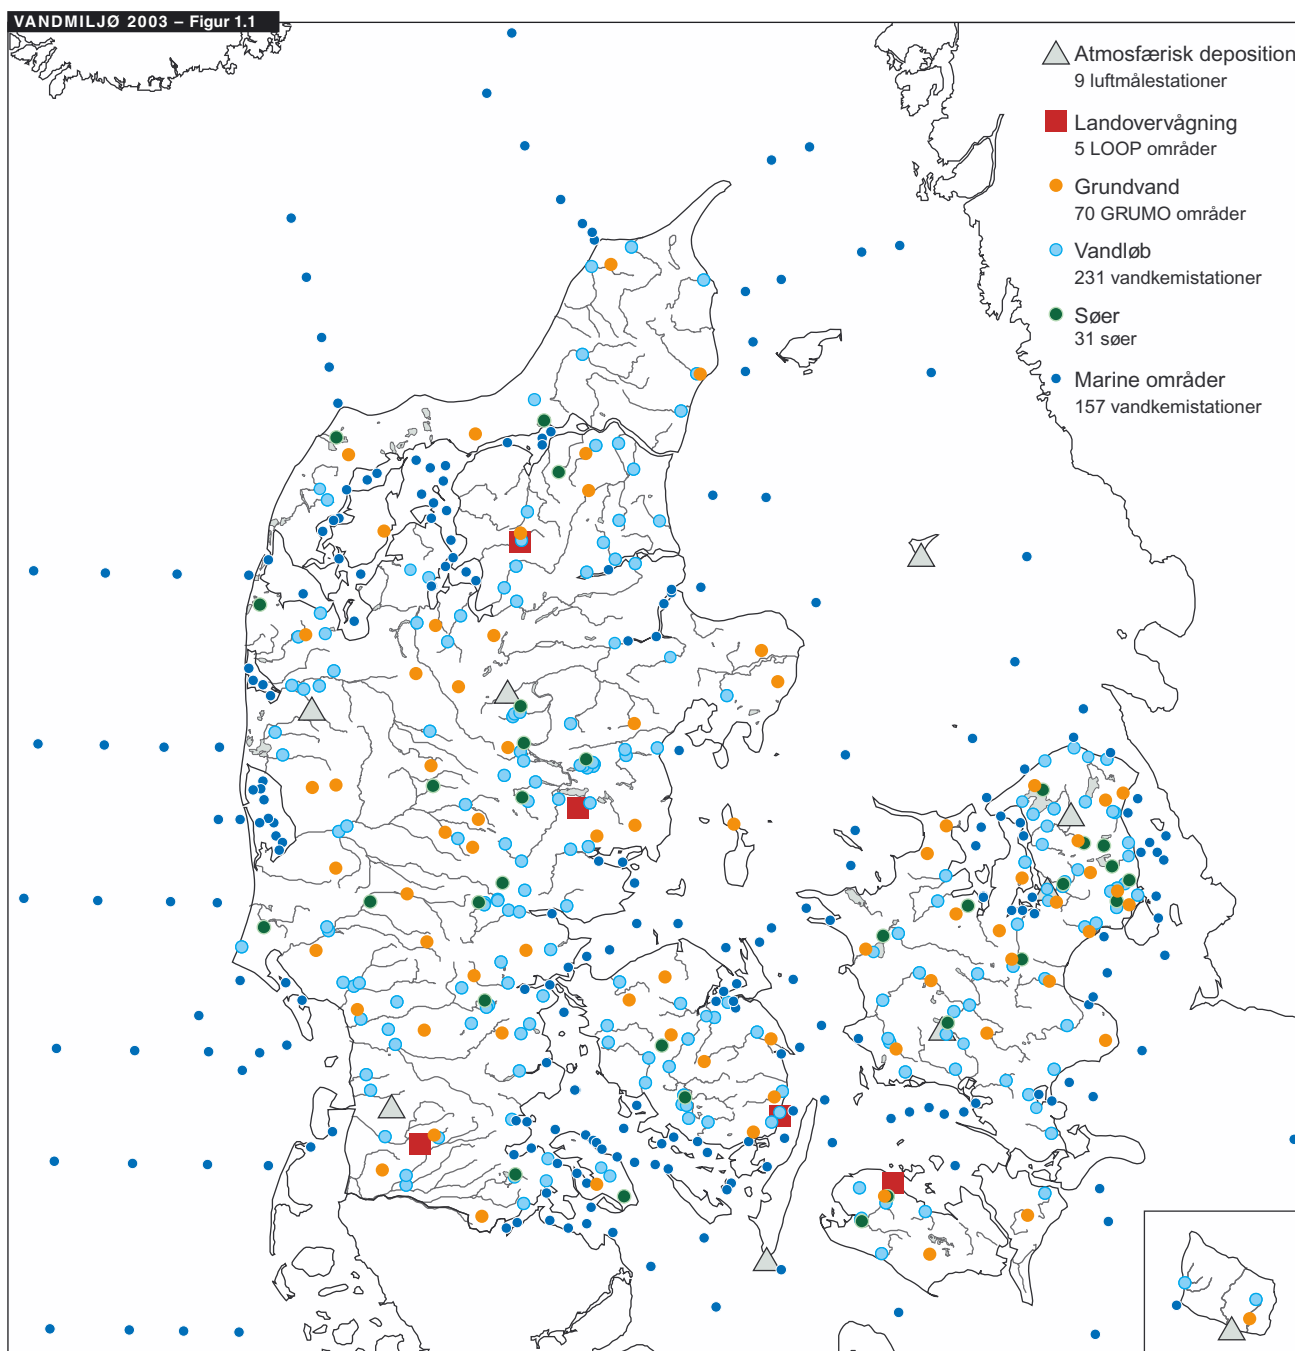 VANDMILJØ 2003 – Figur 1.1
Atmosfærisk deposition
9 luftmålestationer
Landovervågning
5 LOOP områder
Grundvand
70 GRUMO områder
Vandløb
231 vandkemistationer
Søer
31 søer
Marine områder
157 vandkemistationer